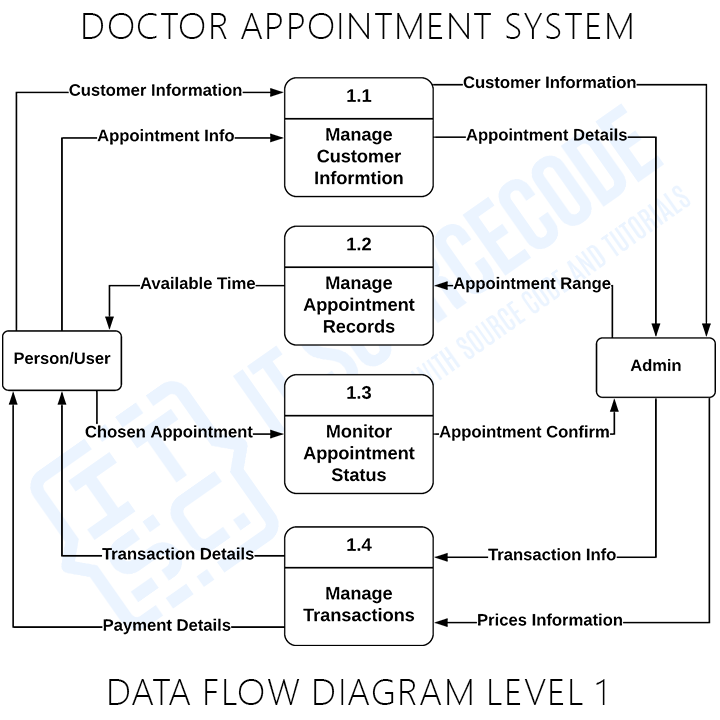 DOCTOR APPOINTMENT SYSTEM
Customer Information
1.1
Customer Information
Appointment Info
Manage
Customer
Informtion
Appointment Details
1.2
Available Time
Manage
Appointment
Records
Appointment Range
Person/User
Admin
1.3
Chosen Appointment
Monitor
Appointment
Status
Appointment Confirm
1.4
Transaction Details
Transaction Info
Manage
Transactions
Payment Details
Prices Information
IT SOURCECODE
WITH SOURCE CODE AND TUTORIALS
DATA FLOW DIAGRAM LEVEL 1